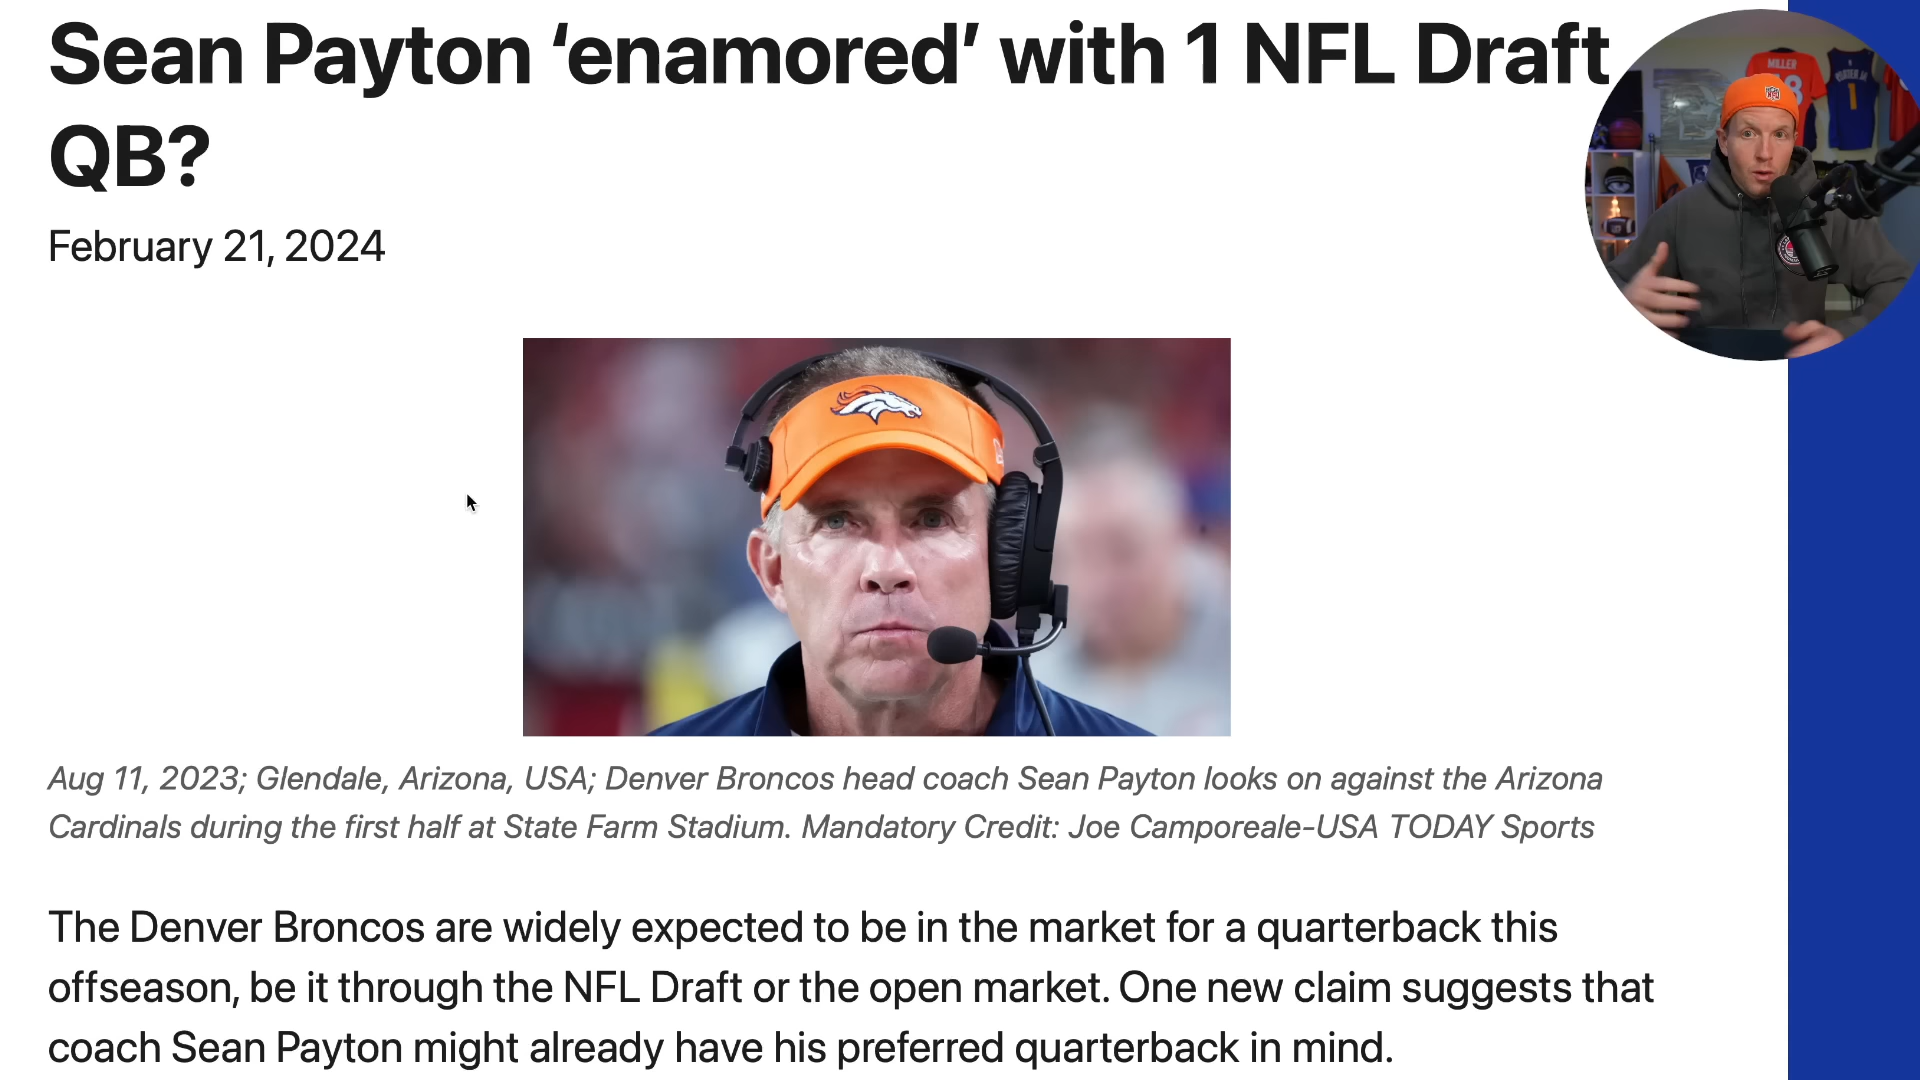 Sean Payton ‘enamored’ with 1 NFL Draft
QB?
February 21, 2024
MILLER
1
Aug 11, 2023; Glendale, Arizona, USA; Denver Broncos head coach Sean Payton looks on against the Arizona
Cardinals during the first half at State Farm Stadium. Mandatory Credit: Joe Camporeale-USA TODAY Sports
The Denver Broncos are widely expected to be in the market for a quarterback this
offseason, be it through the NFL Draft or the open market. One new claim suggests that
coach Sean Payton might already have his preferred quarterback in mind.